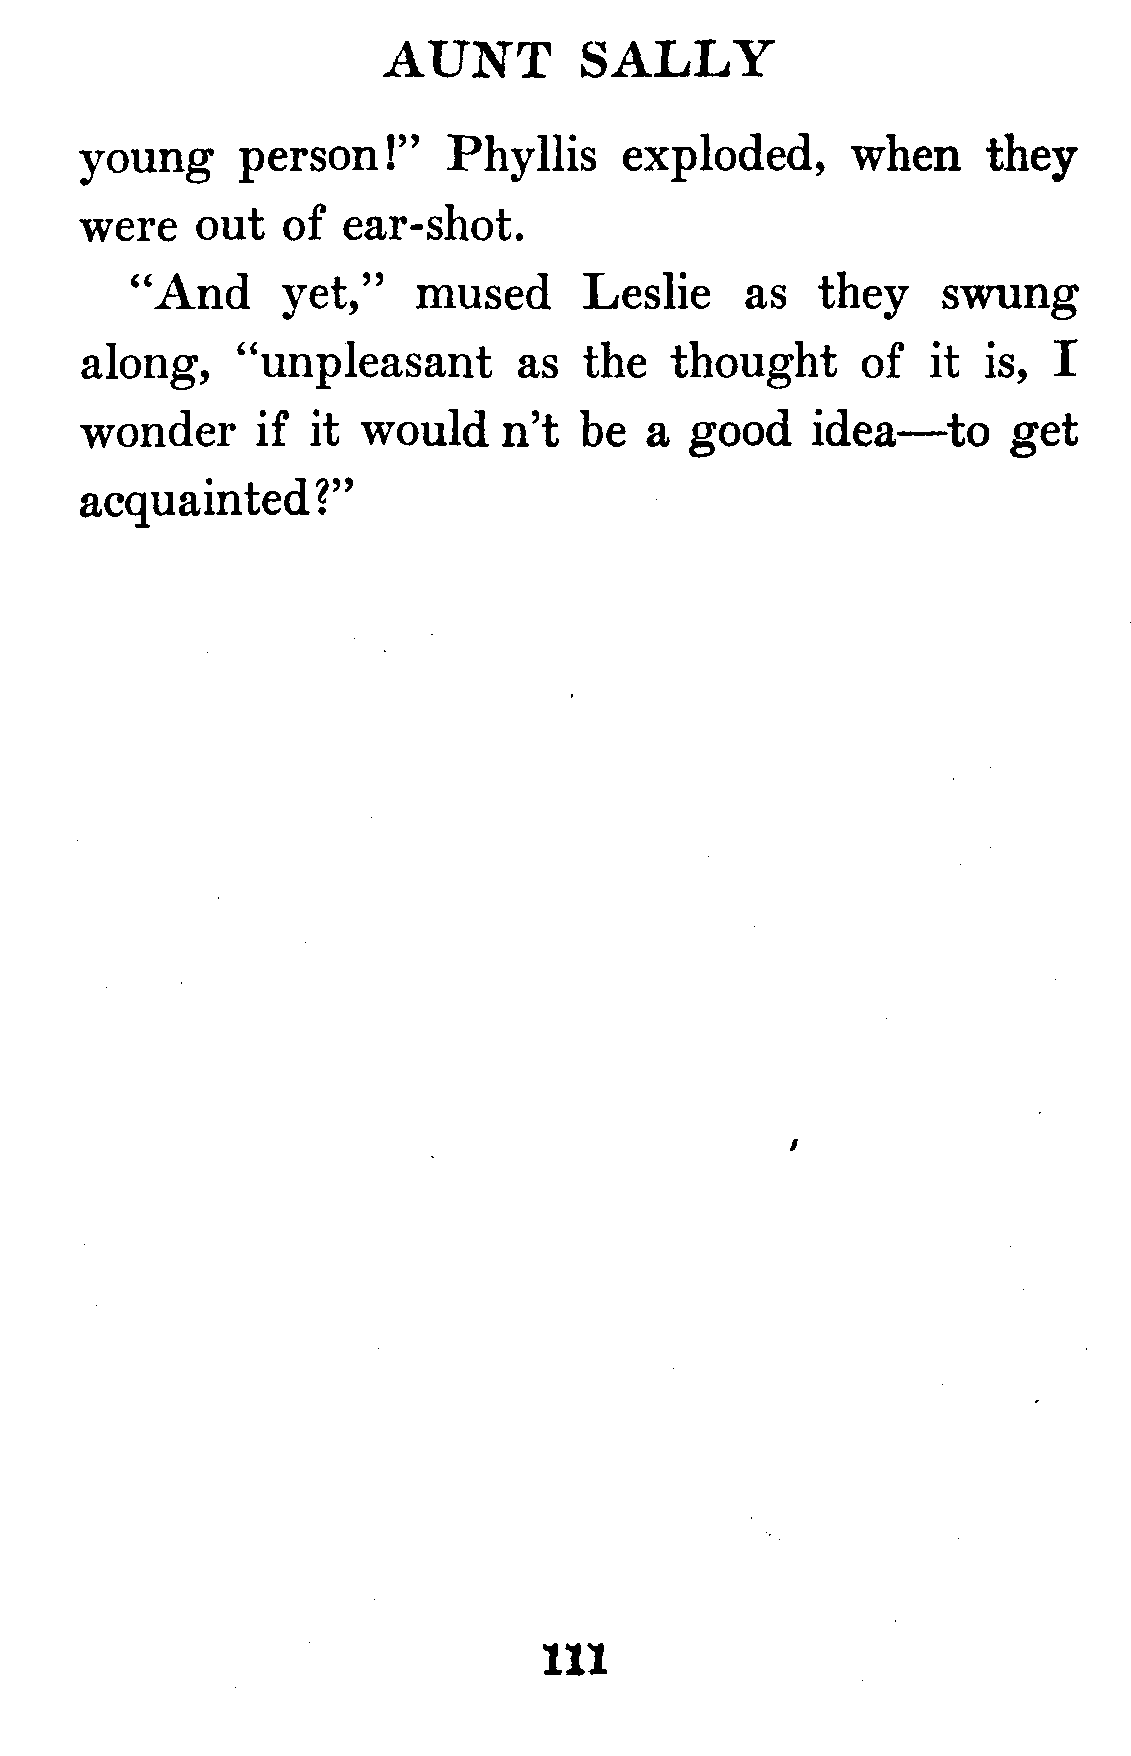 AUNT SALLY
young person!” Phyllis exploded, when they
were out of ear-shot.
“And yet,” mused Leslie as they swung
along, “unpleasant as the thought of it is, I
wonder if it would n’t be a good idea—to get
acquainted?”
111